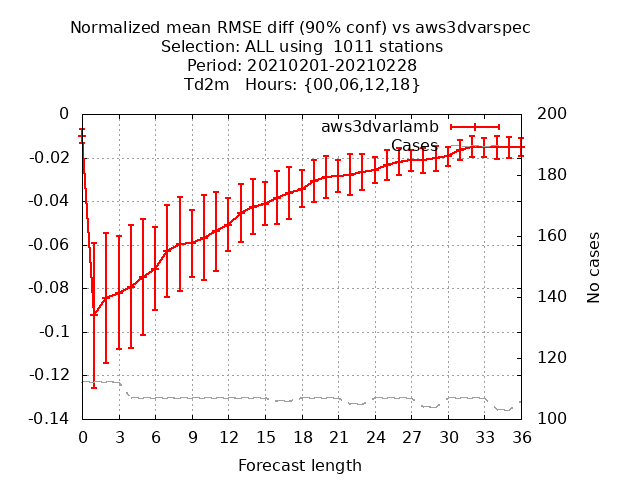 Normalized mean RMSE diff (90% conf) vs aws3dvarspec
Selection: ALL using  1011 stations
Period: 20210201-20210228
Td2m   Hours: {00,06,12,18}
aws3dvarlamb
Cases
0
-0.02
-0.04
-0.06
-0.08
-0.1
-0.12
-0.14
200
180
160
140
120
100
No cases
0 3 6 9 12 15 18 21 24 27 30 33 36
Forecast length